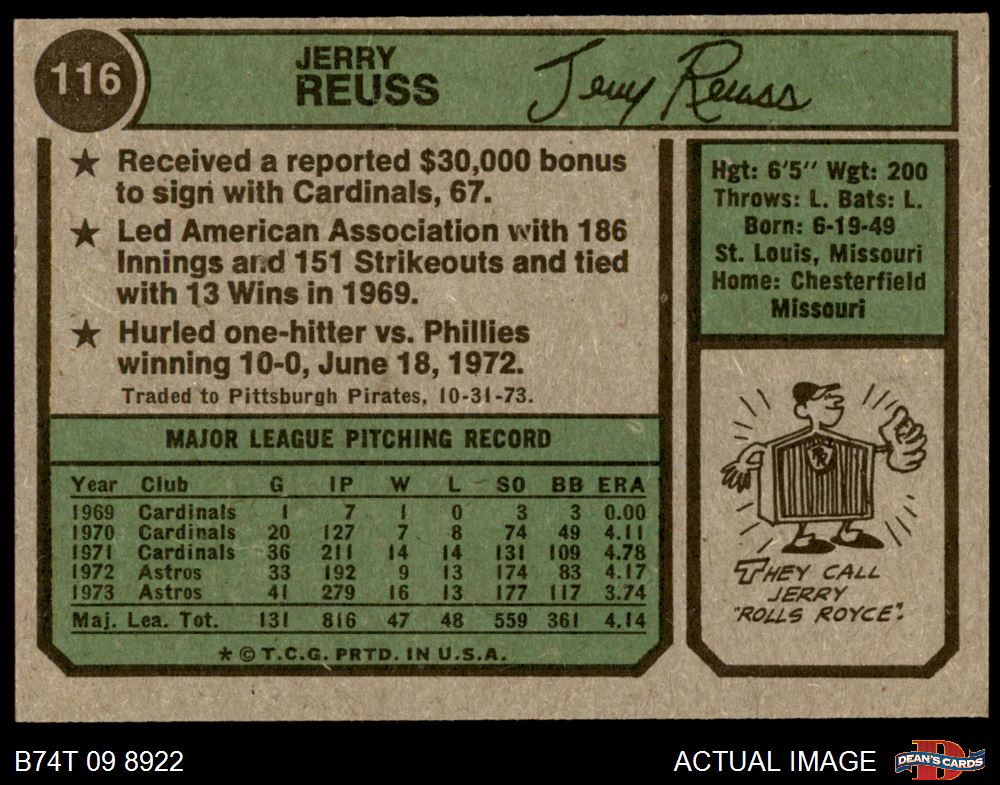 116
JERRY
REUSS
Jerry Reuss
★ Received a reported $30,000 bonus
to sign with Cardinals, 67.
★ Led American Association with 186
Innings and 151 Strikeouts and tied
with 13 Wins in 1969.
★ Hurled one-hitter vs. Phillies
winning 10-0, June 18, 1972.
Traded to Pittsburgh Pirates, 10-31-73.
MAJOR LEAGUE PITCHING RECORD
Year Club G IP W L SO BB ERA
1969 Cardinals 1 7 1 0 3 3 0.00
1970 Cardinals 20 127 7 8 74 49 4.11
1971 Cardinals 36 211 14 14 131 109 4.78
1972 Astros 33 192 9 13 174 83 4.17
1973 Astros 41 279 16 13 177 117 3.74
Maj. Lea. Tot. 131 816 47 48 559 361 4.14
* © T.C.G. PRTD. IN U.S.A.
Hgt: 6'5" Wgt: 200
Throws: L. Bats: L.
Born: 6-19-49
St. Louis, Missouri
Home: Chesterfield
Missouri
RR
THEY CALL
JERRY
"ROLLS ROYCE".
B74T 09 8922
ACTUAL IMAGE
D
DEAN'S CARDS